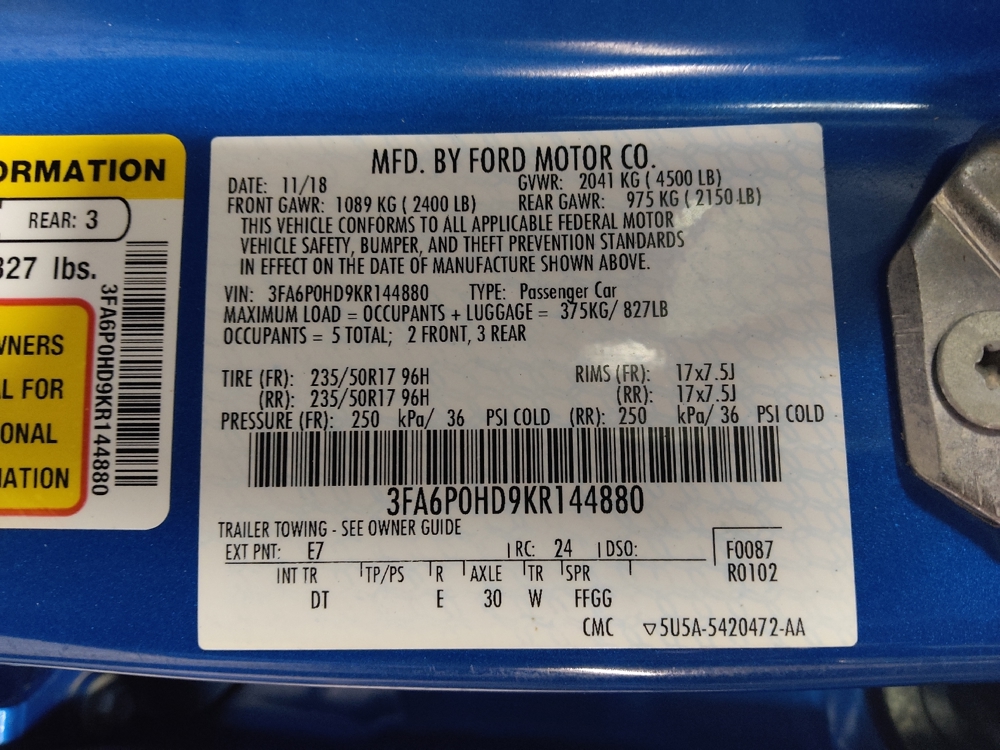 ORMATION
REAR: 3
327 lbs.
WNERS
AL FOR
ONAL
MATION
3FA6P0HD9KR144880
MFD. BY FORD MOTOR CO.
DATE: 11/18 GVWR: 2041 KG ( 4500 LB)
FRONT GAWR: 1089 KG ( 2400 LB) REAR GAWR: 975 KG ( 2150 LB)
THIS VEHICLE CONFORMS TO ALL APPLICABLE FEDERAL MOTOR
VEHICLE SAFETY, BUMPER, AND THEFT PREVENTION STANDARDS
IN EFFECT ON THE DATE OF MANUFACTURE SHOWN ABOVE.
VIN: 3FA6P0HD9KR144880 TYPE: Passenger Car
MAXIMUM LOAD = OCCUPANTS + LUGGAGE = 375KG/ 827LB
OCCUPANTS = 5 TOTAL; 2 FRONT, 3 REAR
TIRE (FR): 235/50R17 96H RIMS (FR): 17x7.5J
(RR): 235/50R17 96H (RR): 17x7.5J
PRESSURE (FR): 250 kPa/ 36 PSI COLD (RR): 250 kPa/ 36 PSI COLD
3FA6P0HD9KR144880
TRAILER TOWING - SEE OWNER GUIDE
EXT PNT: E7 RC: 24 DSO: F0087
INT TR TP/PS R AXLE TR SPR R0102
DT E 30 W FFGG
CMC ▽5U5A-5420472-AA